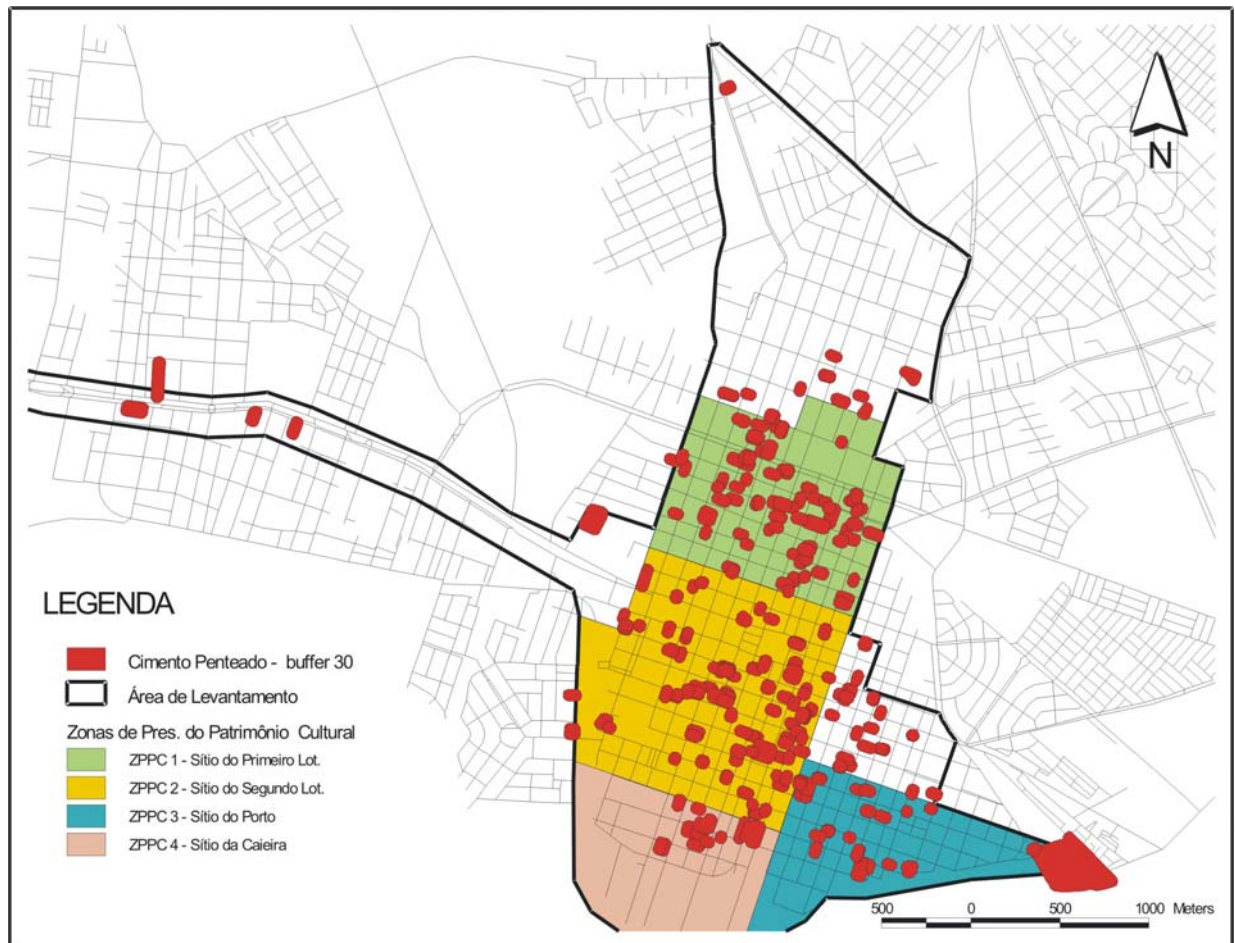 N
LEGENDA
Cimento Penteado - buffer 30
Área de Levantamento
Zonas de Pres. do Patrimônio Cultural
ZPPC 1 - Sítio do Primeiro Lot.
ZPPC 2 - Sítio do Segundo Lot.
ZPPC 3 - Sítio do Porto
ZPPC 4 - Sítio da Caieira
500 0 500 1000 Meters